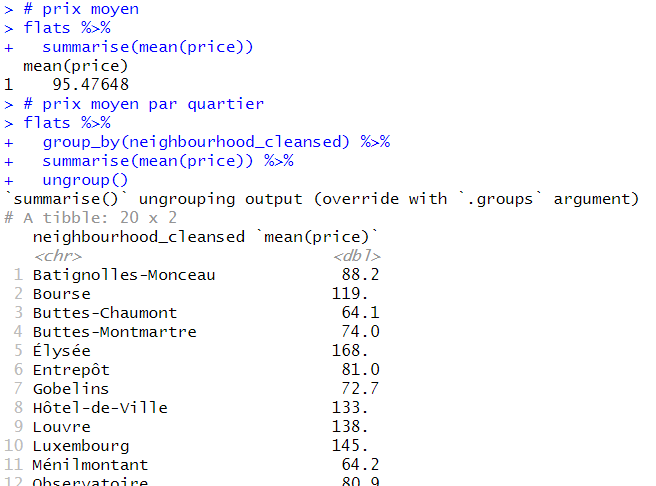 > # prix moyen
> flats %>%
+   summarise(mean(price))
  mean(price)
1    95.47648
> # prix moyen par quartier
> flats %>%
+   group_by(neighbourhood_cleansed) %>%
+   summarise(mean(price)) %>%
+   ungroup()
`summarise()` ungrouping output (override with `.groups` argument)
# A tibble: 20 x 2
   neighbourhood_cleansed `mean(price)`
   <chr>                          <dbl>
 1 Batignolles-Monceau             88.2
 2 Bourse                         119.
 3 Buttes-Chaumont                 64.1
 4 Buttes-Montmartre               74.0
 5 Élysée                         168.
 6 Entrepôt                        81.0
 7 Gobelins                        72.7
 8 Hôtel-de-Ville                 133.
 9 Louvre                         138.
10 Luxembourg                     145.
11 Ménilmontant                    64.2
12 Observatoire                    80.9